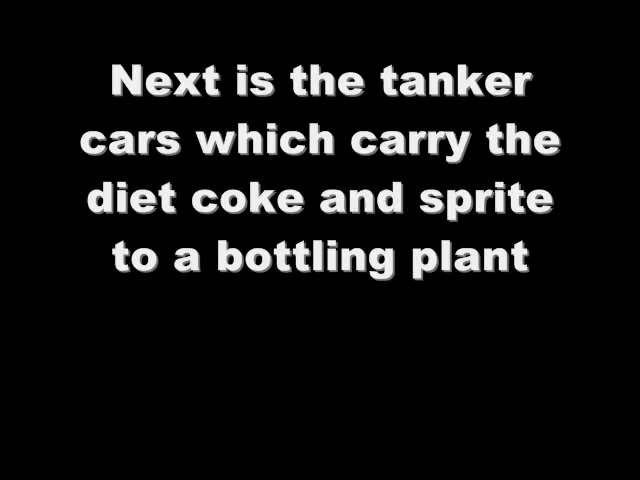 Next is the tanker
cars which carry the
diet coke and sprite
to a bottling plant